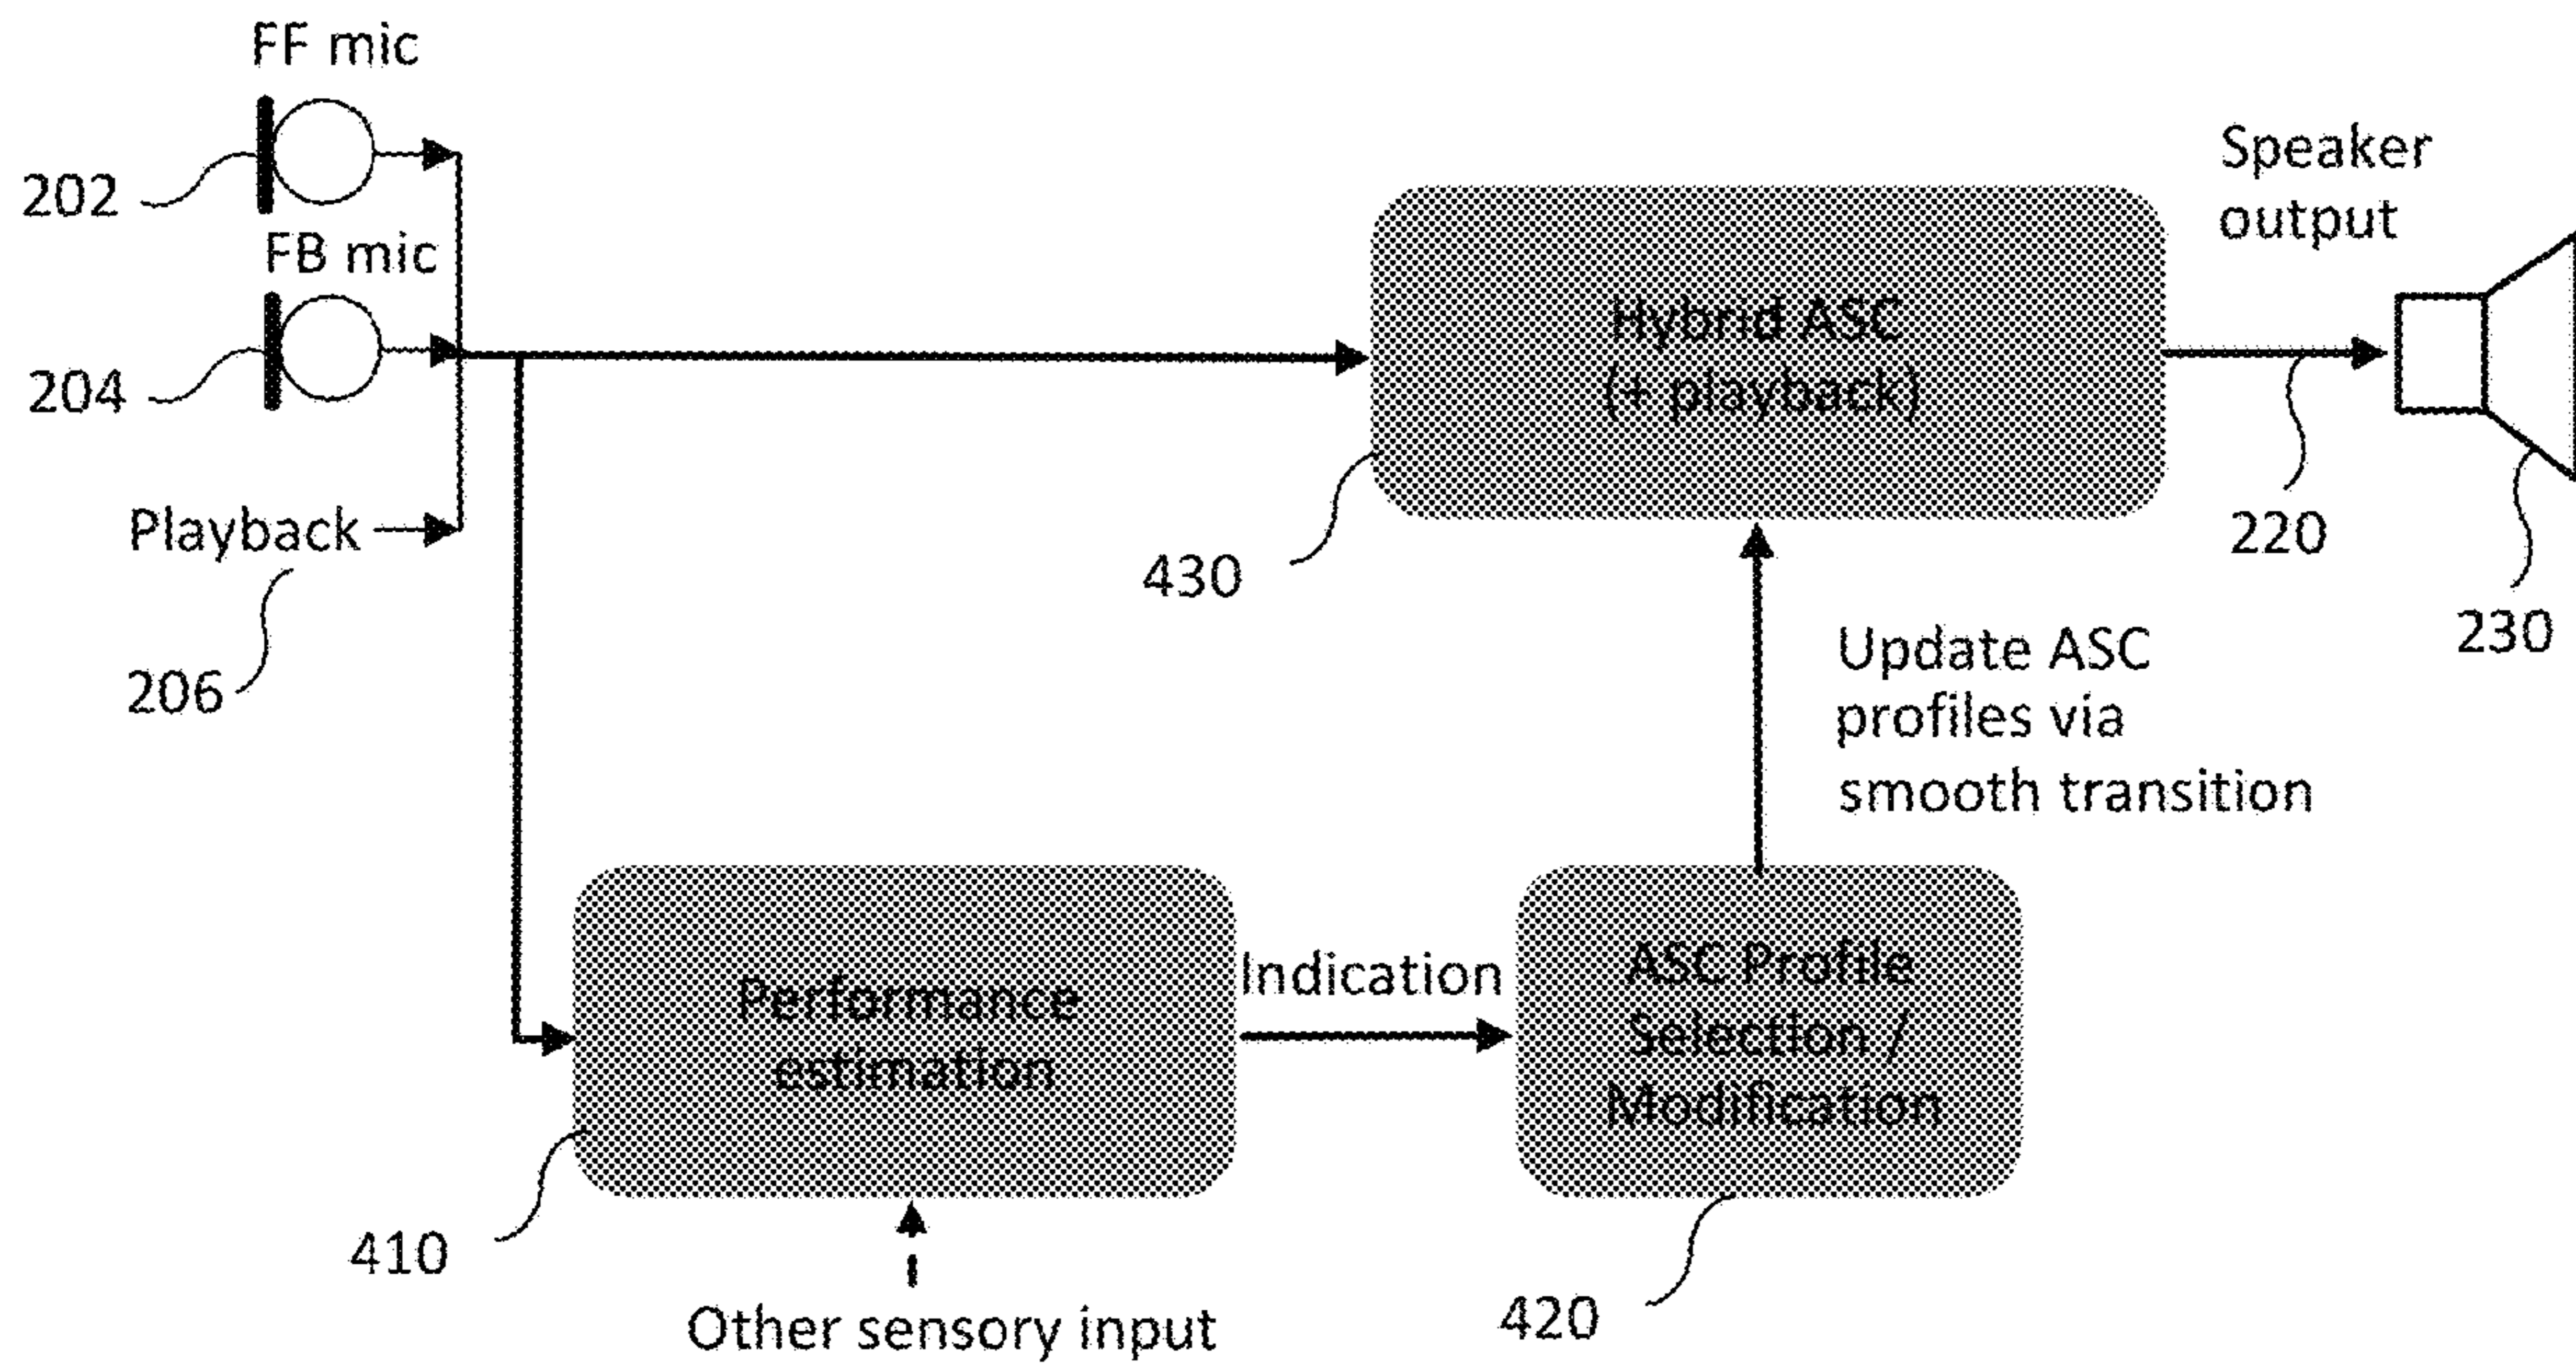 FF mic
202
FB mic
204
Playback
206
Hybrid ASC
(+ playback)
430
Speaker
output
220
230
Update ASC
profiles via
smooth transition
Performance
estimation
410
Other sensory input
Indication
ASC Profile
Selection /
Modification
420